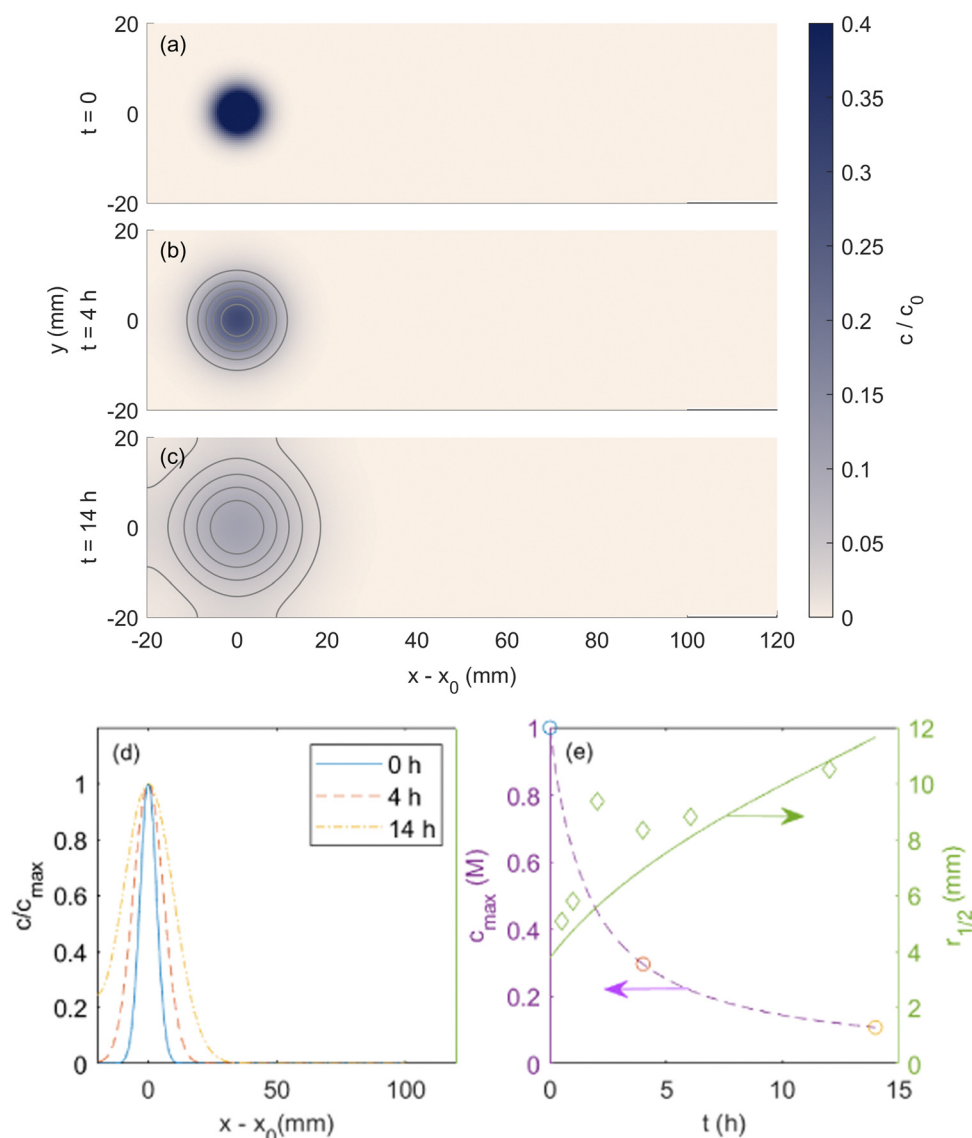 (a)
20
0
-20
t = 0
(b)
20
0
-20
y (mm)
t = 4 h
(c)
20
0
-20
t = 14 h
-20 0 20 40 60 80 100 120
x - x0 (mm)
0.4
0.35
0.3
0.25
0.2
0.15
0.1
0.05
0
c / c0
(d)
0 h
4 h
14 h
1
0.8
0.6
0.4
0.2
0
c/cmax
0 50 100
x - x0(mm)
(e)
1
0.8
0.6
0.4
0.2
0
cmax (M)
12
10
8
6
4
2
0
r1/2 (mm)
0 5 10 15
t (h)